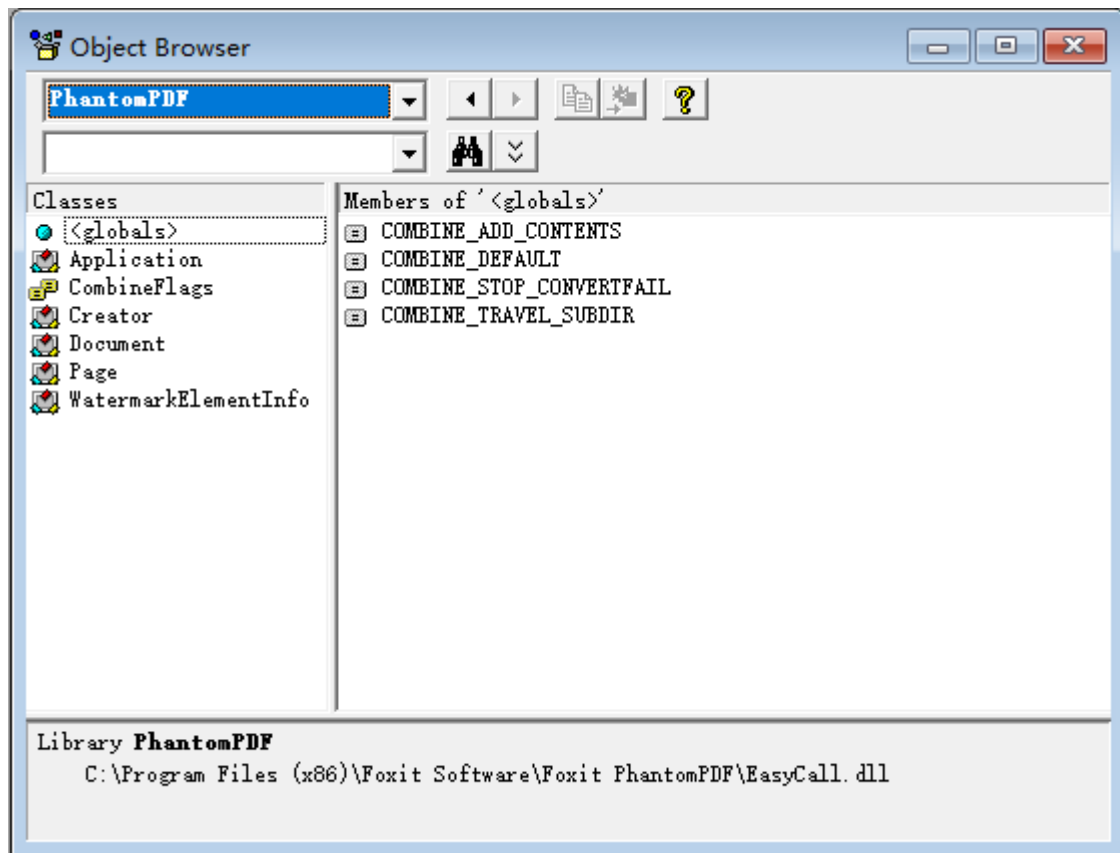 Object Browser
PhantomPDF
Classes
<globals>
Application
CombineFlags
Creator
Document
Page
WatermarkElementInfo
Members of '<globals>'
COMBINE_ADD_CONTENTS
COMBINE_DEFAULT
COMBINE_STOP_CONVERTFAIL
COMBINE_TRAVEL_SUBDIR
Library PhantomPDF
C:\Program Files (x86)\Foxit Software\Foxit PhantomPDF\EasyCall.dll